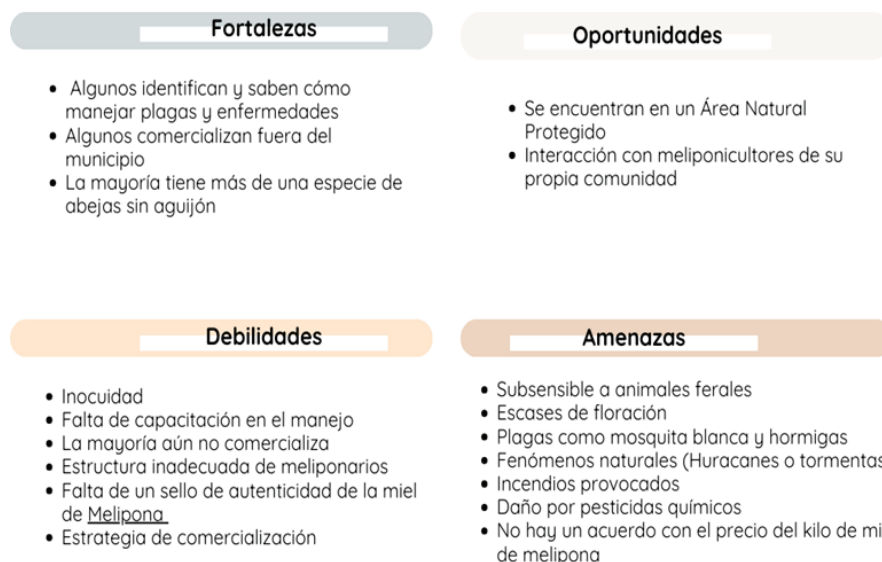 Fortalezas
• Algunos identifican y saben cómo
manejar plagas y enfermedades
• Algunos comercializan fuera del
municipio
• La mayoría tiene más de una especie de
abejas sin aguijón
Oportunidades
• Se encuentran en un Área Natural
Protegido
• Interacción con meliponicultores de su
propia comunidad
Debilidades
• Inocuidad
• Falta de capacitación en el manejo
• La mayoría aún no comercializa
• Estructura inadecuada de meliponarios
• Falta de un sello de autenticidad de la miel
de Melipona
• Estrategia de comercialización
Amenazas
• Subsensible a animales ferales
• Escases de floración
• Plagas como mosquita blanca y hormigas
• Fenómenos naturales (Huracanes o tormentas
• Incendios provocados
• Daño por pesticidas químicos
• No hay un acuerdo con el precio del kilo de mi
de melipona